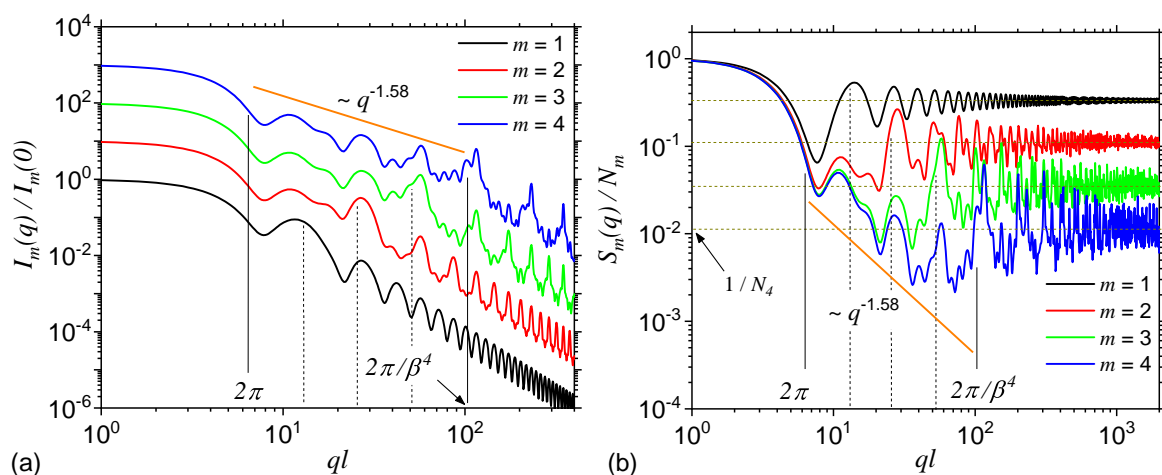 10^4
10^2
10^0
10^-2
10^-4
10^-6
I_m(q) / I_m(0)
m = 1
m = 2
m = 3
m = 4
~ q^-1.58
2π
2π/β^4
10^0
10^1
10^2
ql
(a)
10^0
10^-1
10^-2
10^-3
10^-4
S_m(q) / N_m
1/N_4
~ q^-1.58
m = 1
m = 2
m = 3
m = 4
2π
2π/β^4
10^0
10^1
10^2
10^3
ql
(b)